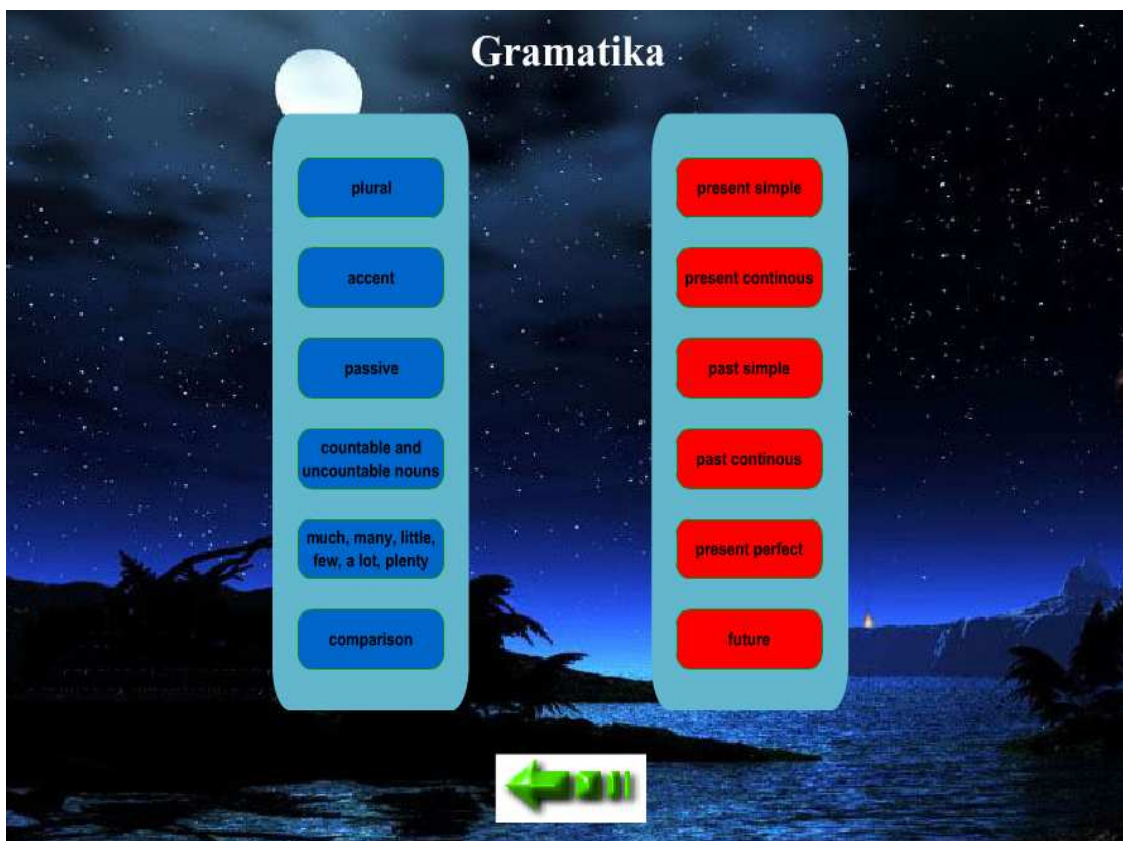 Gramatika
plural
accent
passive
countable and
uncountable nouns
much, many, little,
few, a lot, plenty
comparison
present simple
present continous
past simple
past continous
present perfect
future